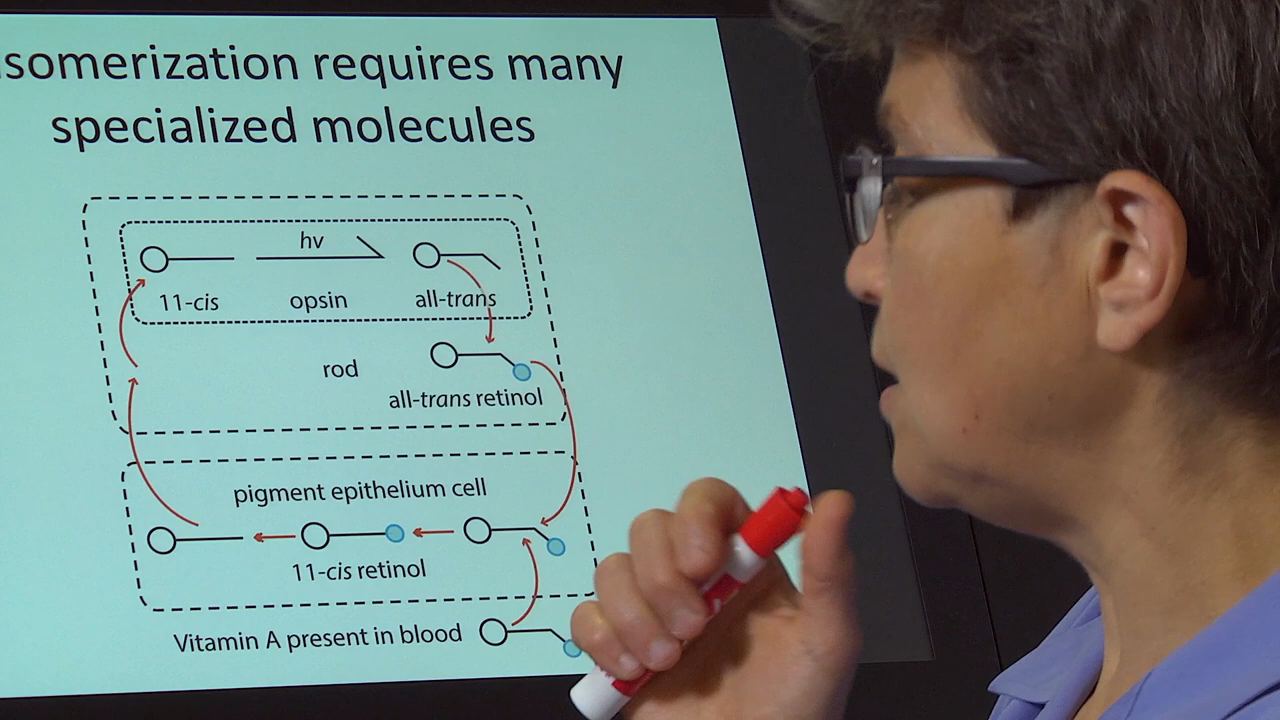 somerization requires many
specialized molecules
hv
11-cis opsin all-trans
rod
all-trans retinol
pigment epithelium cell
11-cis retinol
Vitamin A present in blood